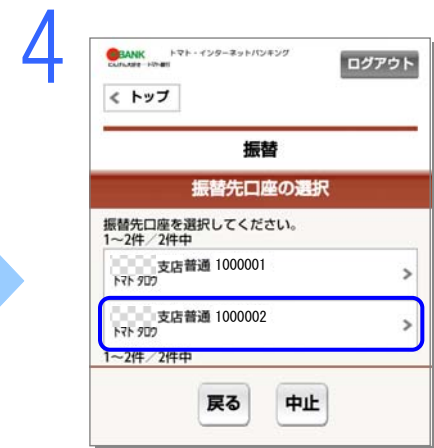 4
BANK トマト・インターネットバンキング
ログアウト
< トップ
振替
振替先口座の選択
振替先口座を選択してください。
1~2件/2件中
支店普通 1000001
トマト タロウ
>
支店普通 1000002
トマト タロウ
>
1~2件/2件中
戻る 中止